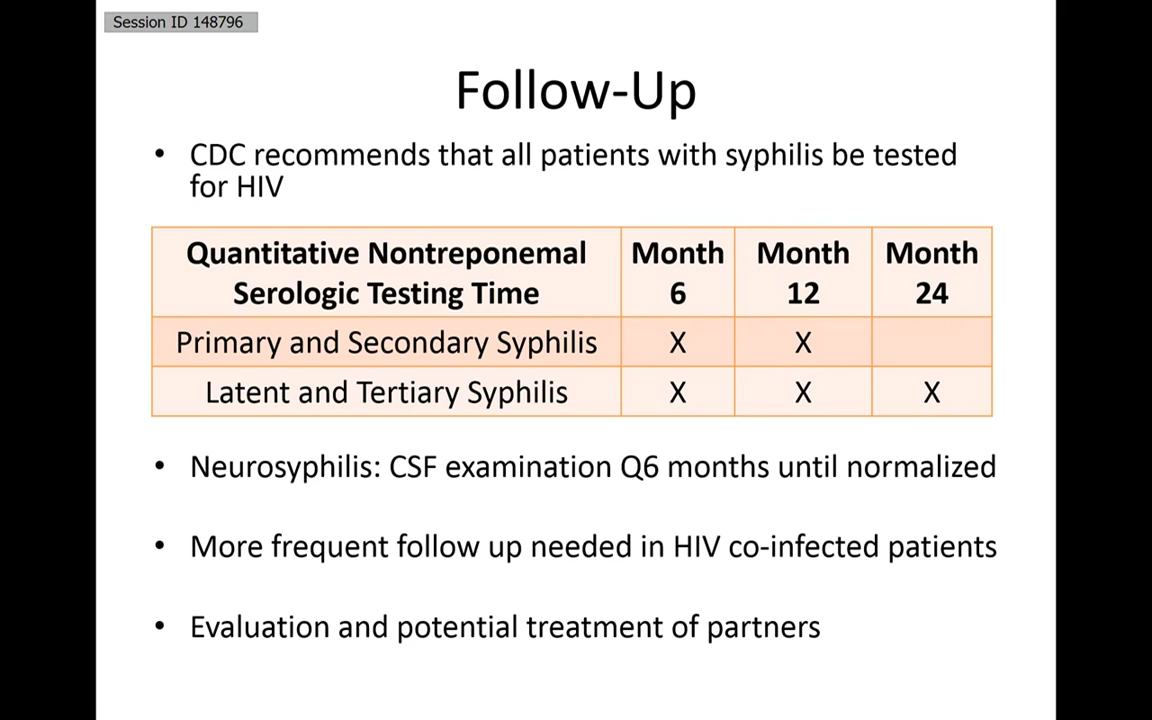 Session ID 148796
Follow-Up
• CDC recommends that all patients with syphilis be tested
for HIV
Quantitative Nontreponemal Month Month Month
Serologic Testing Time 6 12 24
Primary and Secondary Syphilis X X
Latent and Tertiary Syphilis X X X
• Neurosyphilis: CSF examination Q6 months until normalized
• More frequent follow up needed in HIV co-infected patients
• Evaluation and potential treatment of partners